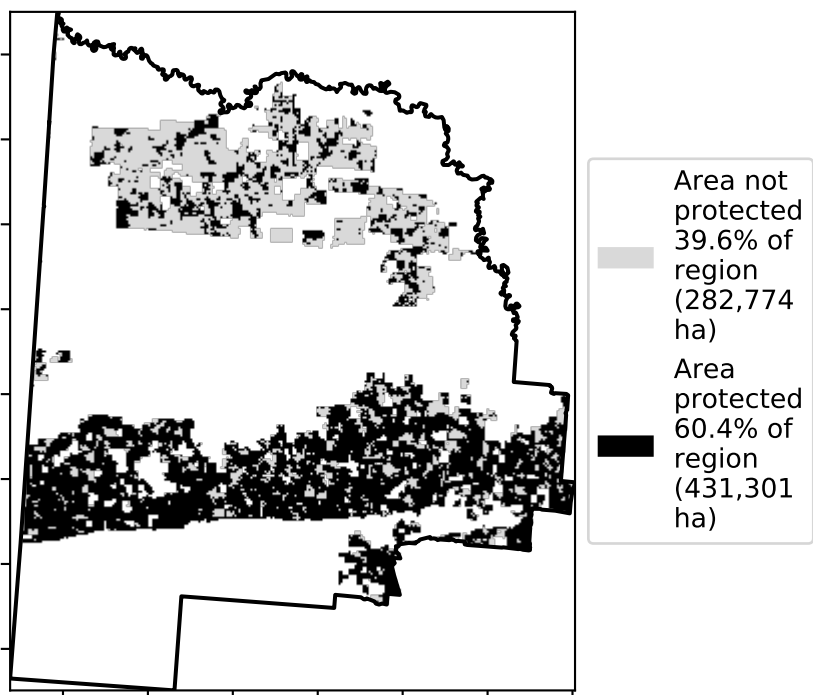 Area not
protected
39.6% of
region
(282,774
ha)
Area
protected
60.4% of
region
(431,301
ha)